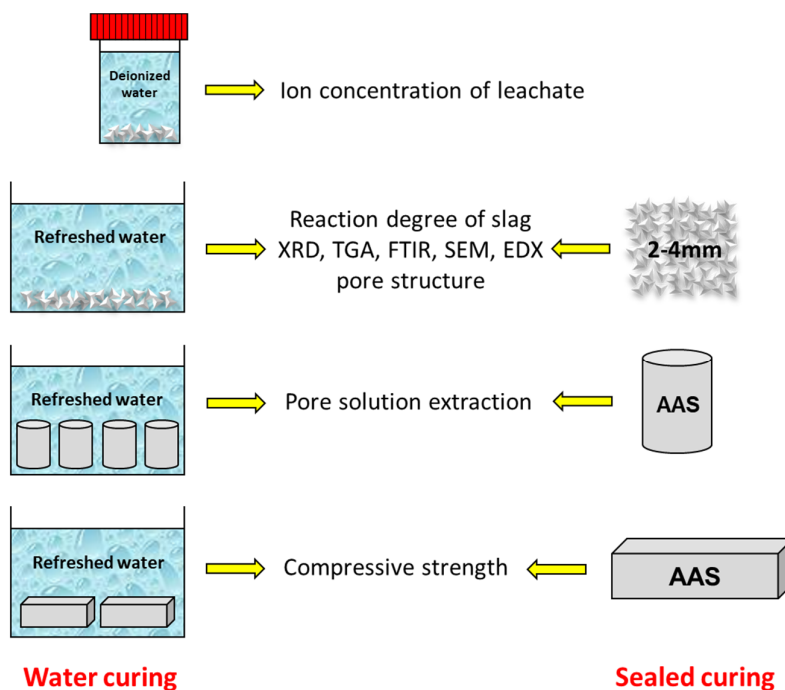 Deionized
water
Ion concentration of leachate
Refreshed water
Reaction degree of slag
XRD, TGA, FTIR, SEM, EDX
pore structure
2-4mm
Refreshed water
Pore solution extraction
AAS
Refreshed water
Compressive strength
AAS
Water curing
Sealed curing